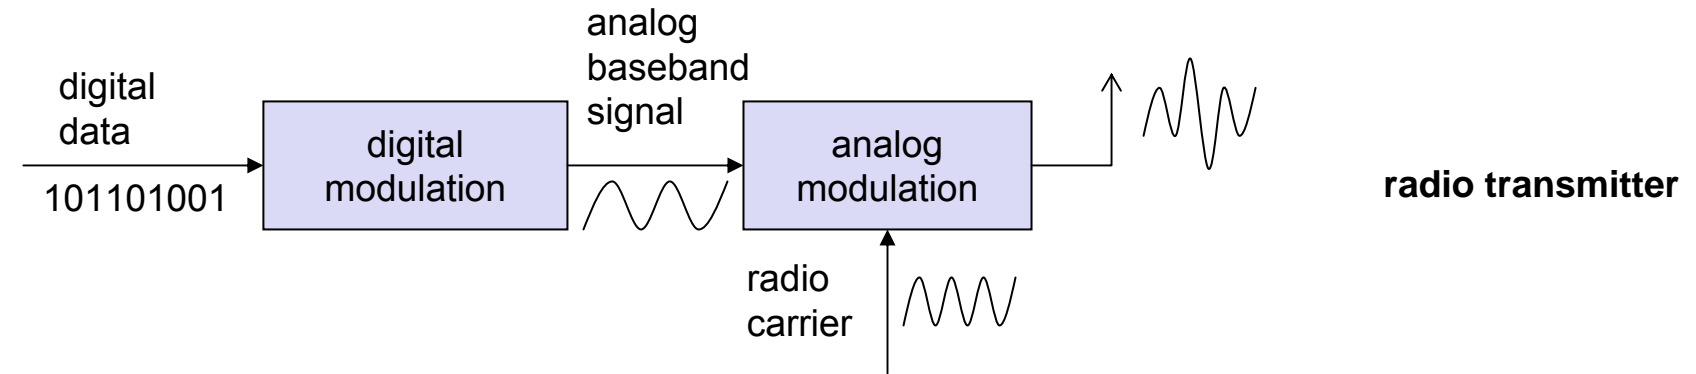 digital
data
101101001
digital
modulation
analog
baseband
signal
analog
modulation
radio
carrier
radio transmitter